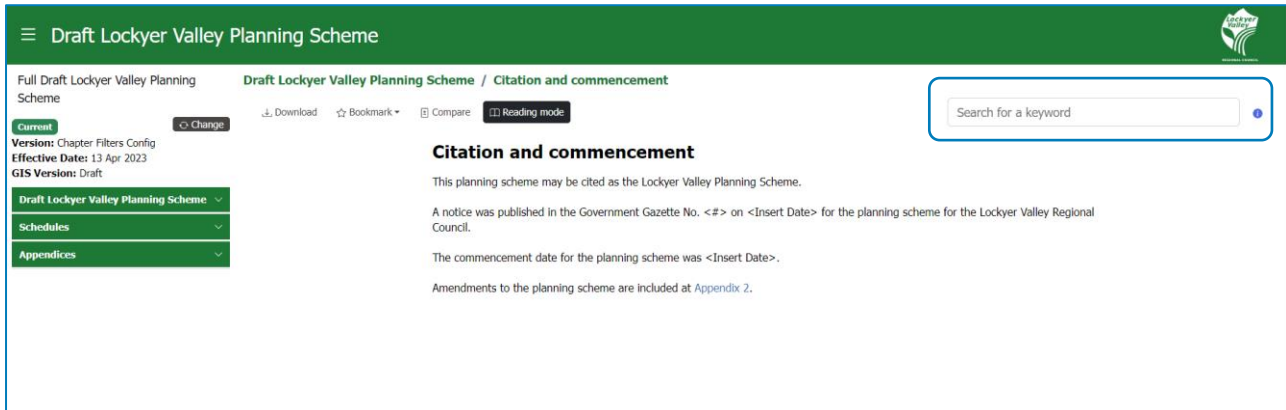 Draft Lockyer Valley Planning Scheme
Lockyer
Valley
REGIONAL COUNCIL
Full Draft Lockyer Valley Planning
Scheme
Current
Change
Version: Chapter Filters Config
Effective Date: 13 Apr 2023
GIS Version: Draft
Draft Lockyer Valley Planning Scheme
Schedules
Appendices
Draft Lockyer Valley Planning Scheme / Citation and commencement
Download Bookmark Compare Reading mode
Search for a keyword
Citation and commencement
This planning scheme may be cited as the Lockyer Valley Planning Scheme.
A notice was published in the Government Gazette No. <#> on <Insert Date> for the planning scheme for the Lockyer Valley Regional
Council.
The commencement date for the planning scheme was <Insert Date>.
Amendments to the planning scheme are included at Appendix 2.